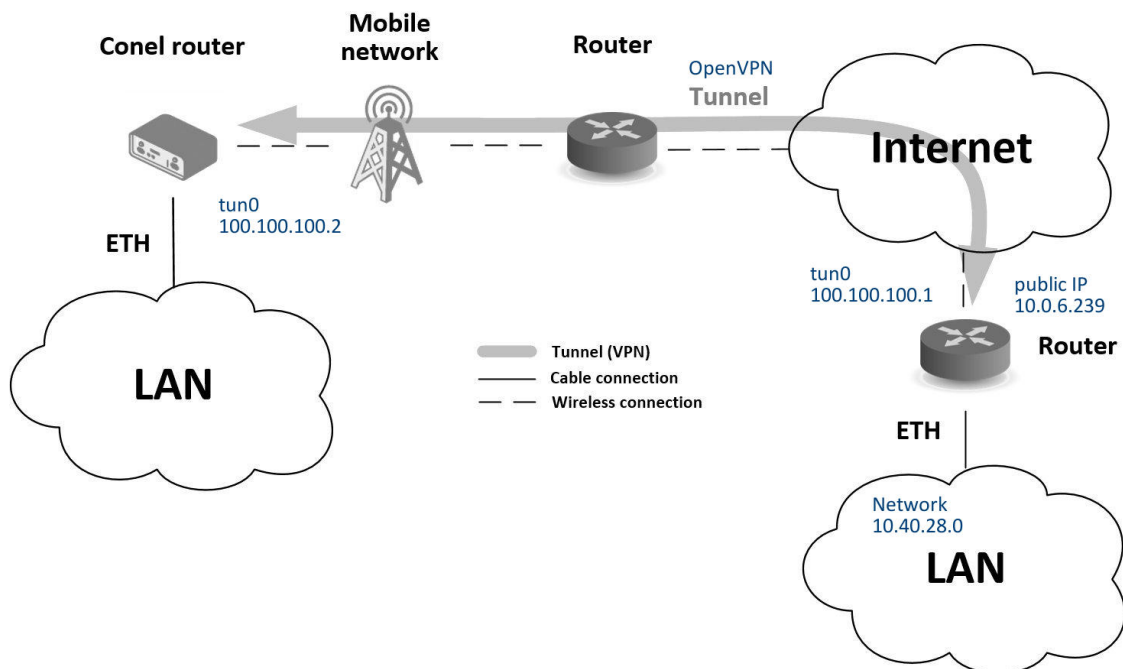 Conel router
Mobile
network
Router
OpenVPN
Tunnel
Internet
tun0
100.100.100.2
ETH
LAN
tun0
100.100.100.1
public IP
10.0.6.239
Router
Tunnel (VPN)
Cable connection
Wireless connection
ETH
Network
10.40.28.0
LAN